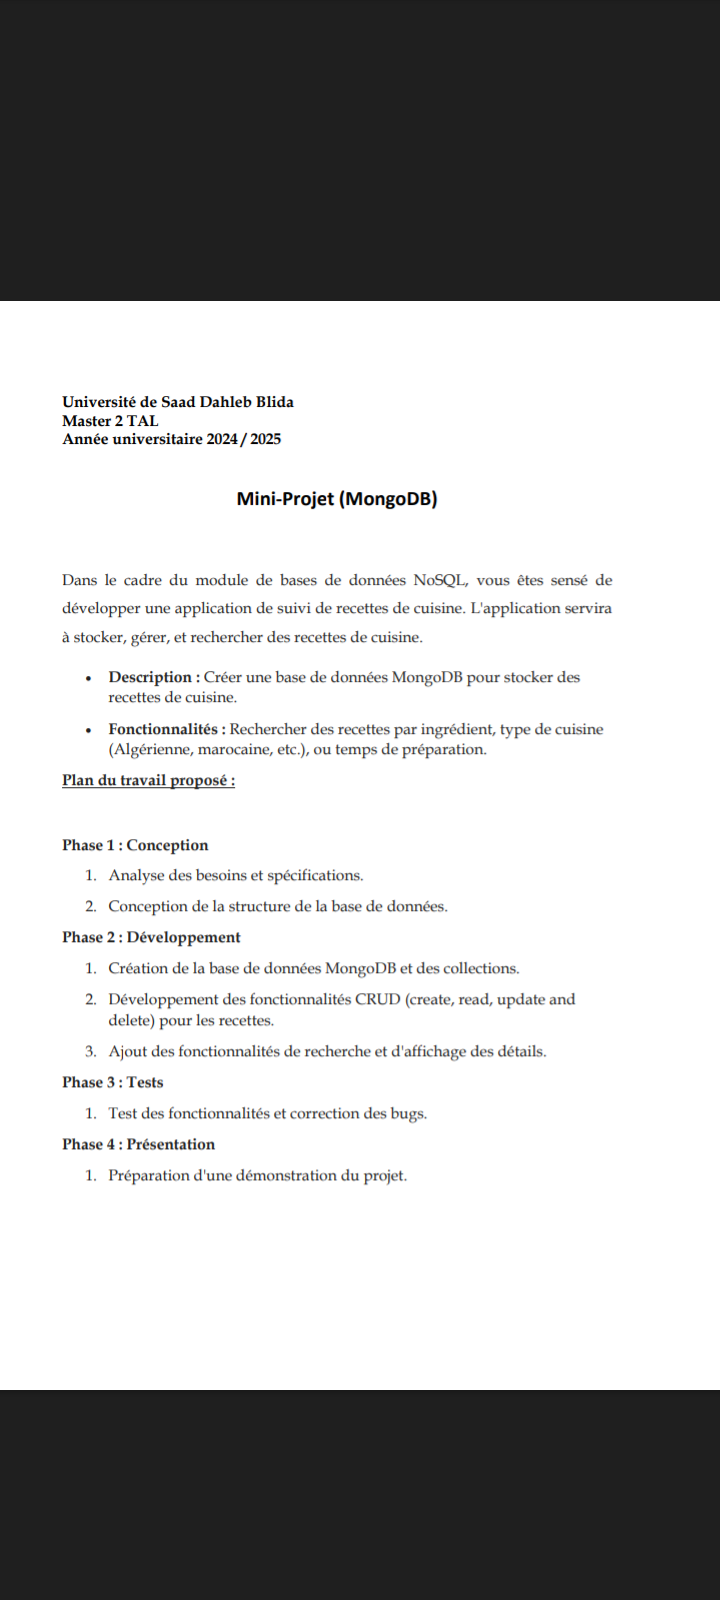 Université de Saad Dahleb Blida
Master 2 TAL
Année universitaire 2024 / 2025
Mini-Projet (MongoDB)
Dans le cadre du module de bases de données NoSQL, vous êtes sensé de
développer une application de suivi de recettes de cuisine. L'application servira
à stocker, gérer, et rechercher des recettes de cuisine.
• Description : Créer une base de données MongoDB pour stocker des
recettes de cuisine.
• Fonctionnalités : Rechercher des recettes par ingrédient, type de cuisine
(Algérienne, marocaine, etc.), ou temps de préparation.
Plan du travail proposé :
Phase 1 : Conception
1. Analyse des besoins et spécifications.
2. Conception de la structure de la base de données.
Phase 2 : Développement
1. Création de la base de données MongoDB et des collections.
2. Développement des fonctionnalités CRUD (create, read, update and
delete) pour les recettes.
3. Ajout des fonctionnalités de recherche et d'affichage des détails.
Phase 3 : Tests
1. Test des fonctionnalités et correction des bugs.
Phase 4 : Présentation
1. Préparation d'une démonstration du projet.